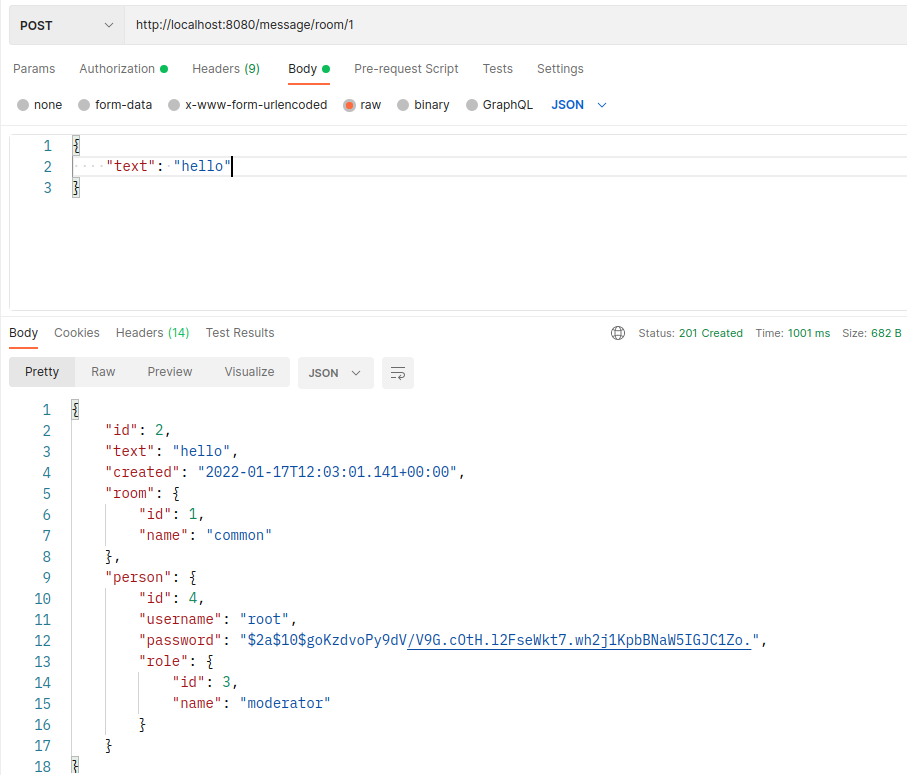 POST http://localhost:8080/message/room/1
Params Authorization Headers (9) Body Pre-request Script Tests Settings
none form-data x-www-form-urlencoded raw binary GraphQL JSON
1 {
2 "text": "hello"
3 }
Body Cookies Headers (14) Test Results Status: 201 Created Time: 1001 ms Size: 682 B
Pretty Raw Preview Visualize JSON
1 {
2 "id": 2,
3 "text": "hello",
4 "created": "2022-01-17T12:03:01.141+00:00",
5 "room": {
6 "id": 1,
7 "name": "common"
8 },
9 "person": {
10 "id": 4,
11 "username": "root",
12 "password": "$2a$10$goKzdvoPy9dV/V9G.cOtH.l2FseWkt7.wh2j1KpbBNaW5IGJC1Zo.",
13 "role": {
14 "id": 3,
15 "name": "moderator"
16 }
17 }
18 }